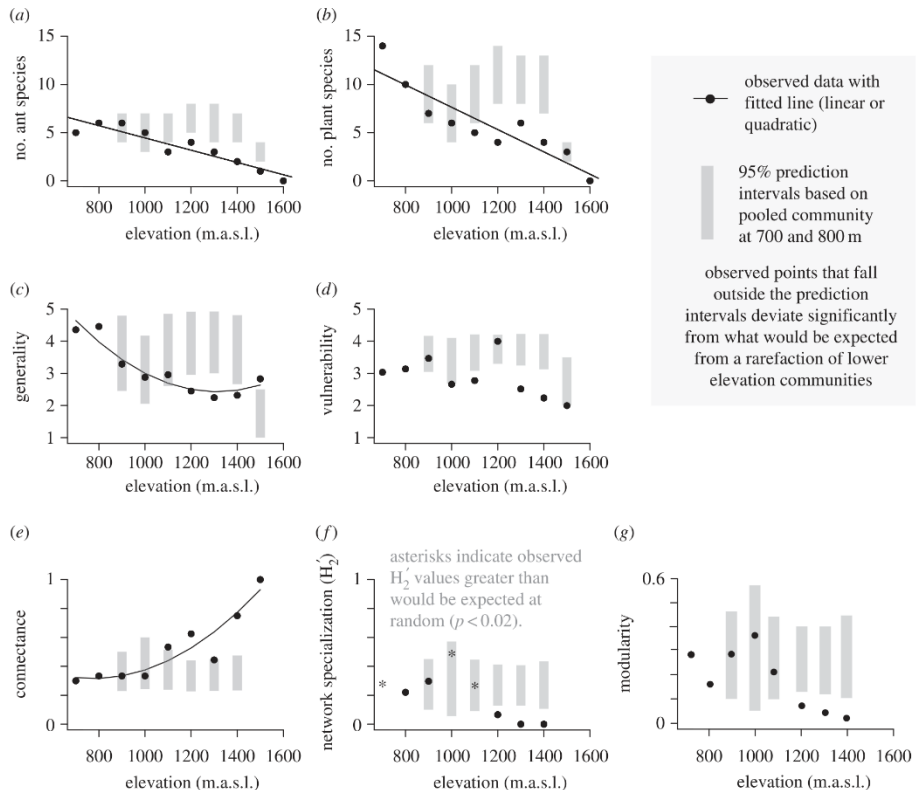 (a)
15
10
5
0
no. ant species
800 1000 1200 1400 1600
elevation (m.a.s.l.)
(b)
15
10
5
0
no. plant species
800 1000 1200 1400 1600
elevation (m.a.s.l.)
observed data with
fitted line (linear or
quadratic)
95% prediction
intervals based on
pooled community
at 700 and 800 m
observed points that fall
outside the prediction
intervals deviate significantly
from what would be expected
from a rarefaction of lower
elevation communities
(c)
5
4
3
2
1
generality
800 1000 1200 1400 1600
elevation (m.a.s.l.)
(d)
5
4
3
2
1
vulnerability
800 1000 1200 1400 1600
elevation (m.a.s.l.)
(e)
1
0
connectance
800 1000 1200 1400 1600
elevation (m.a.s.l.)
(f)
asterisks indicate observed
H₂′ values greater than
would be expected at
random (p < 0.02).
1
0
network specialization (H₂′)
* * *
800 1000 1200 1400 1600
elevation (m.a.s.l.)
(g)
0.6
0
modularity
800 1000 1200 1400 1600
elevation (m.a.s.l.)